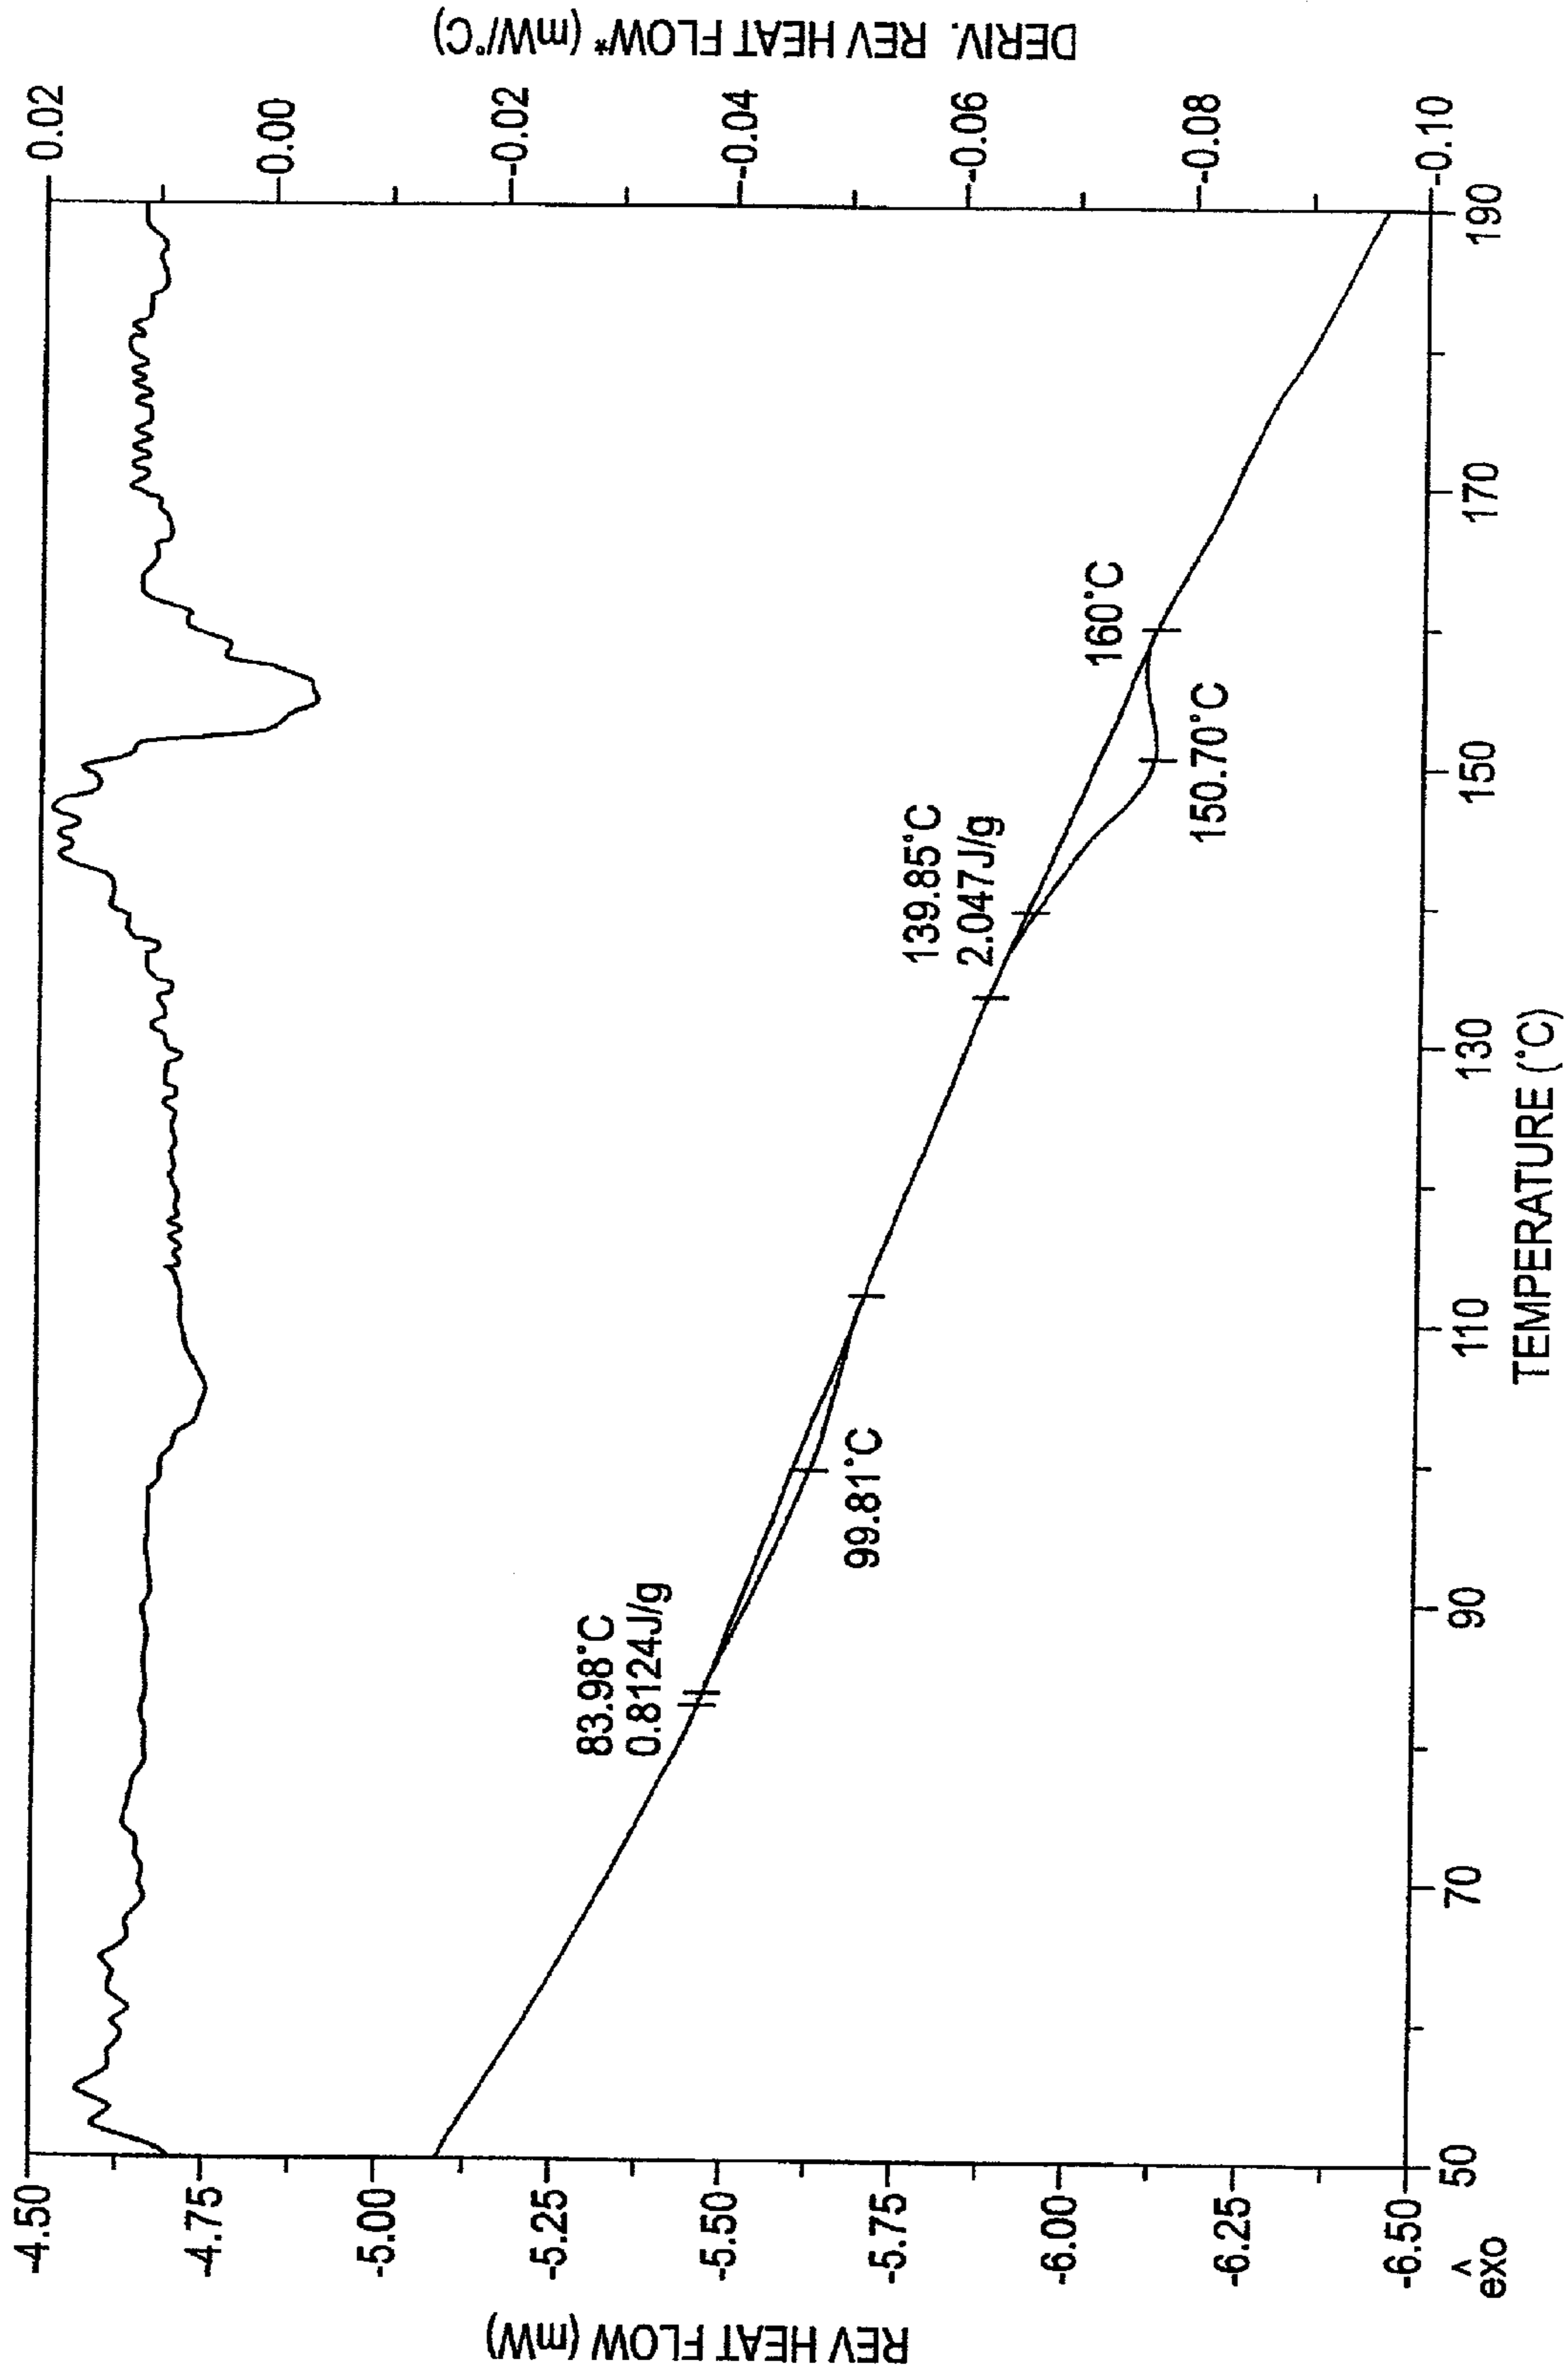 DERIV. REV HEAT FLOW* (mW/°C)
0.02
0.00
-0.02
-0.04
-0.06
-0.08
-0.10
83.98°C
0.8124J/g
99.81°C
139.85°C
2.047J/g
150.70°C
160°C
-4.50
-4.75
-5.00
-5.25
-5.50
-5.75
-6.00
-6.25
-6.50
REV HEAT FLOW (mW)
^
exo
50
70
90
110
130
150
170
190
TEMPERATURE (°C)